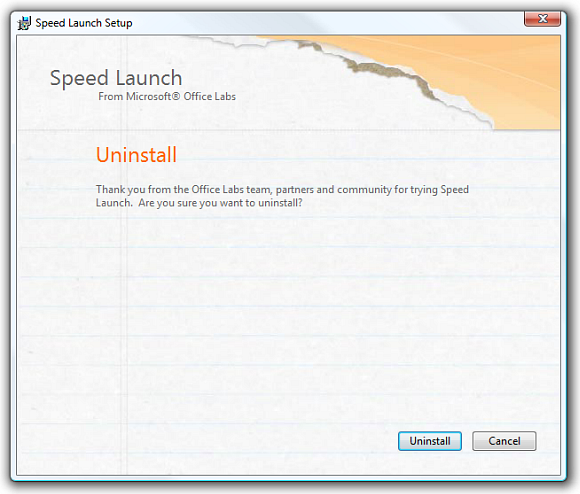 Speed Launch Setup
Speed Launch
From Microsoft® Office Labs
Uninstall
Thank you from the Office Labs team, partners and community for trying Speed
Launch.  Are you sure you want to uninstall?
Uninstall
Cancel